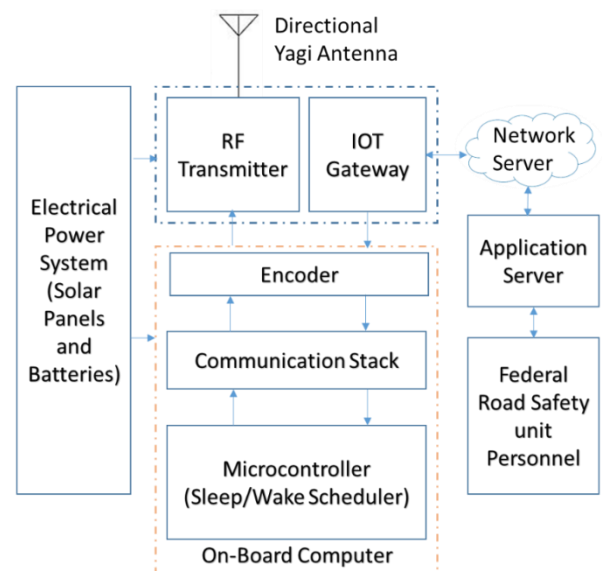 Directional
Yagi Antenna
RF
Transmitter
IOT
Gateway
Network
Server
Electrical
Power
System
(Solar
Panels
and
Batteries)
Encoder
Application
Server
Communication Stack
Federal
Road Safety
unit
Personnel
Microcontroller
(Sleep/Wake Scheduler)
On-Board Computer